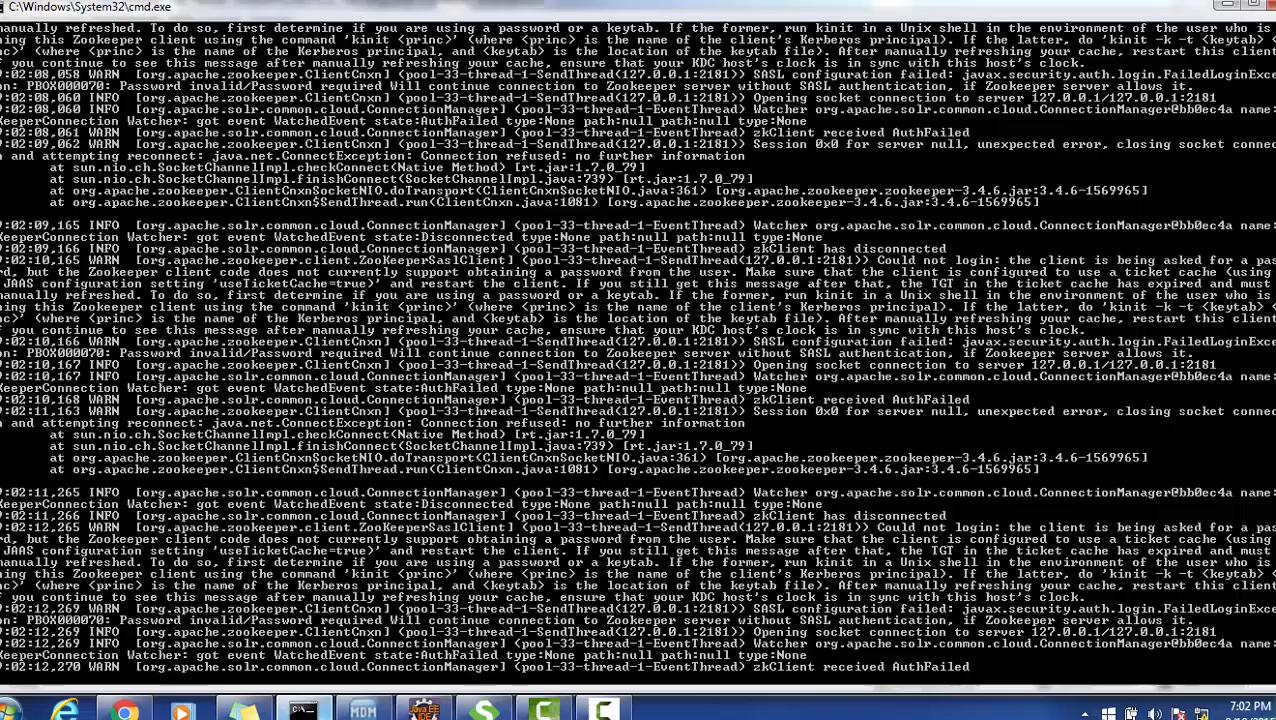 C:\Windows\System32\cmd.exe
manually refreshed. To do so, first determine if you are using a password or a keytab. If the former, run kinit in a Unix shell in the environment of the user who is
ning this Zookeeper client using the command 'kinit <princ>' (where <princ> is the name of the client's Kerberos principal). If the latter, do 'kinit -k -t <keytab> <
nc>' (where <princ> is the name of the Kerberos principal, and <keytab> is the location of the keytab file). After manually refreshing your cache, restart this client
f you continue to see this message after manually refreshing your cache, ensure that your KDC host's clock is in sync with this host's clock.
9:02:08,058 WARN  [org.apache.zookeeper.ClientCnxn] (pool-33-thread-1-SendThread(127.0.0.1:2181)) SASL configuration failed: javax.security.auth.login.FailedLoginExce
on: PBOX000070: Password invalid/Password required Will continue connection to Zookeeper server without SASL authentication, if Zookeeper server allows it.
9:02:08,060 INFO  [org.apache.zookeeper.ClientCnxn] (pool-33-thread-1-SendThread(127.0.0.1:2181)) Opening socket connection to server 127.0.0.1/127.0.0.1:2181
9:02:08,060 INFO  [org.apache.solr.common.cloud.ConnectionManager] (pool-33-thread-1-EventThread) Watcher org.apache.solr.common.cloud.ConnectionManager@bb0ec4a name:
KeeperConnection Watcher: got event WatchedEvent state:AuthFailed type:None path:null path:null type:None
9:02:08,061 WARN  [org.apache.solr.common.cloud.ConnectionManager] (pool-33-thread-1-EventThread) zkClient received AuthFailed
9:02:09,062 WARN  [org.apache.zookeeper.ClientCnxn] (pool-33-thread-1-SendThread(127.0.0.1:2181)) Session 0x0 for server null, unexpected error, closing socket connec
n and attempting reconnect: java.net.ConnectException: Connection refused: no further information
at sun.nio.ch.SocketChannelImpl.checkConnect(Native Method) [rt.jar:1.7.0_79]
at sun.nio.ch.SocketChannelImpl.finishConnect(SocketChannelImpl.java:739) [rt.jar:1.7.0_79]
at org.apache.zookeeper.ClientCnxnSocketNIO.doTransport(ClientCnxnSocketNIO.java:361) [org.apache.zookeeper.zookeeper-3.4.6.jar:3.4.6-1569965]
at org.apache.zookeeper.ClientCnxn$SendThread.run(ClientCnxn.java:1081) [org.apache.zookeeper.zookeeper-3.4.6.jar:3.4.6-1569965]
9:02:09,165 INFO  [org.apache.solr.common.cloud.ConnectionManager] (pool-33-thread-1-EventThread) Watcher org.apache.solr.common.cloud.ConnectionManager@bb0ec4a name:
KeeperConnection Watcher: got event WatchedEvent state:Disconnected type:None path:null path:null type:None
9:02:09,166 INFO  [org.apache.solr.common.cloud.ConnectionManager] (pool-33-thread-1-EventThread) zkClient has disconnected
9:02:10,165 WARN  [org.apache.zookeeper.client.ZooKeeperSaslClient] (pool-33-thread-1-SendThread(127.0.0.1:2181)) Could not login: the client is being asked for a pas
rd, but the Zookeeper client code does not currently support obtaining a password from the user. Make sure that the client is configured to use a ticket cache (using
JAAS configuration setting 'useTicketCache=true)' and restart the client. If you still get this message after that, the TGT in the ticket cache has expired and must
manually refreshed. To do so, first determine if you are using a password or a keytab. If the former, run kinit in a Unix shell in the environment of the user who is
ning this Zookeeper client using the command 'kinit <princ>' (where <princ> is the name of the client's Kerberos principal). If the latter, do 'kinit -k -t <keytab> <
nc>' (where <princ> is the name of the Kerberos principal, and <keytab> is the location of the keytab file). After manually refreshing your cache, restart this client
f you continue to see this message after manually refreshing your cache, ensure that your KDC host's clock is in sync with this host's clock.
9:02:10,166 WARN  [org.apache.zookeeper.ClientCnxn] (pool-33-thread-1-SendThread(127.0.0.1:2181)) SASL configuration failed: javax.security.auth.login.FailedLoginExce
on: PBOX000070: Password invalid/Password required Will continue connection to Zookeeper server without SASL authentication, if Zookeeper server allows it.
9:02:10,167 INFO  [org.apache.zookeeper.ClientCnxn] (pool-33-thread-1-SendThread(127.0.0.1:2181)) Opening socket connection to server 127.0.0.1/127.0.0.1:2181
9:02:10,167 INFO  [org.apache.solr.common.cloud.ConnectionManager] (pool-33-thread-1-EventThread) Watcher org.apache.solr.common.cloud.ConnectionManager@bb0ec4a name:
KeeperConnection Watcher: got event WatchedEvent state:AuthFailed type:None path:null path:null type:None
9:02:10,168 WARN  [org.apache.solr.common.cloud.ConnectionManager] (pool-33-thread-1-EventThread) zkClient received AuthFailed
9:02:11,163 WARN  [org.apache.zookeeper.ClientCnxn] (pool-33-thread-1-SendThread(127.0.0.1:2181)) Session 0x0 for server null, unexpected error, closing socket connec
n and attempting reconnect: java.net.ConnectException: Connection refused: no further information
at sun.nio.ch.SocketChannelImpl.checkConnect(Native Method) [rt.jar:1.7.0_79]
at sun.nio.ch.SocketChannelImpl.finishConnect(SocketChannelImpl.java:739) [rt.jar:1.7.0_79]
at org.apache.zookeeper.ClientCnxnSocketNIO.doTransport(ClientCnxnSocketNIO.java:361) [org.apache.zookeeper.zookeeper-3.4.6.jar:3.4.6-1569965]
at org.apache.zookeeper.ClientCnxn$SendThread.run(ClientCnxn.java:1081) [org.apache.zookeeper.zookeeper-3.4.6.jar:3.4.6-1569965]
9:02:11,265 INFO  [org.apache.solr.common.cloud.ConnectionManager] (pool-33-thread-1-EventThread) Watcher org.apache.solr.common.cloud.ConnectionManager@bb0ec4a name:
KeeperConnection Watcher: got event WatchedEvent state:Disconnected type:None path:null path:null type:None
9:02:11,266 INFO  [org.apache.solr.common.cloud.ConnectionManager] (pool-33-thread-1-EventThread) zkClient has disconnected
9:02:12,265 WARN  [org.apache.zookeeper.client.ZooKeeperSaslClient] (pool-33-thread-1-SendThread(127.0.0.1:2181)) Could not login: the client is being asked for a pas
rd, but the Zookeeper client code does not currently support obtaining a password from the user. Make sure that the client is configured to use a ticket cache (using
JAAS configuration setting 'useTicketCache=true)' and restart the client. If you still get this message after that, the TGT in the ticket cache has expired and must
manually refreshed. To do so, first determine if you are using a password or a keytab. If the former, run kinit in a Unix shell in the environment of the user who is
ning this Zookeeper client using the command 'kinit <princ>' (where <princ> is the name of the client's Kerberos principal). If the latter, do 'kinit -k -t <keytab> <
nc>' (where <princ> is the name of the Kerberos principal, and <keytab> is the location of the keytab file). After manually refreshing your cache, restart this client
f you continue to see this message after manually refreshing your cache, ensure that your KDC host's clock is in sync with this host's clock.
9:02:12,269 WARN  [org.apache.zookeeper.ClientCnxn] (pool-33-thread-1-SendThread(127.0.0.1:2181)) SASL configuration failed: javax.security.auth.login.FailedLoginExce
on: PBOX000070: Password invalid/Password required Will continue connection to Zookeeper server without SASL authentication, if Zookeeper server allows it.
9:02:12,269 INFO  [org.apache.zookeeper.ClientCnxn] (pool-33-thread-1-SendThread(127.0.0.1:2181)) Opening socket connection to server 127.0.0.1/127.0.0.1:2181
9:02:12,269 INFO  [org.apache.solr.common.cloud.ConnectionManager] (pool-33-thread-1-EventThread) Watcher org.apache.solr.common.cloud.ConnectionManager@bb0ec4a name:
KeeperConnection Watcher: got event WatchedEvent state:AuthFailed type:None path:null path:null type:None
9:02:12,270 WARN  [org.apache.solr.common.cloud.ConnectionManager] (pool-33-thread-1-EventThread) zkClient received AuthFailed
MDM
Java EE
IDE
7:02 PM